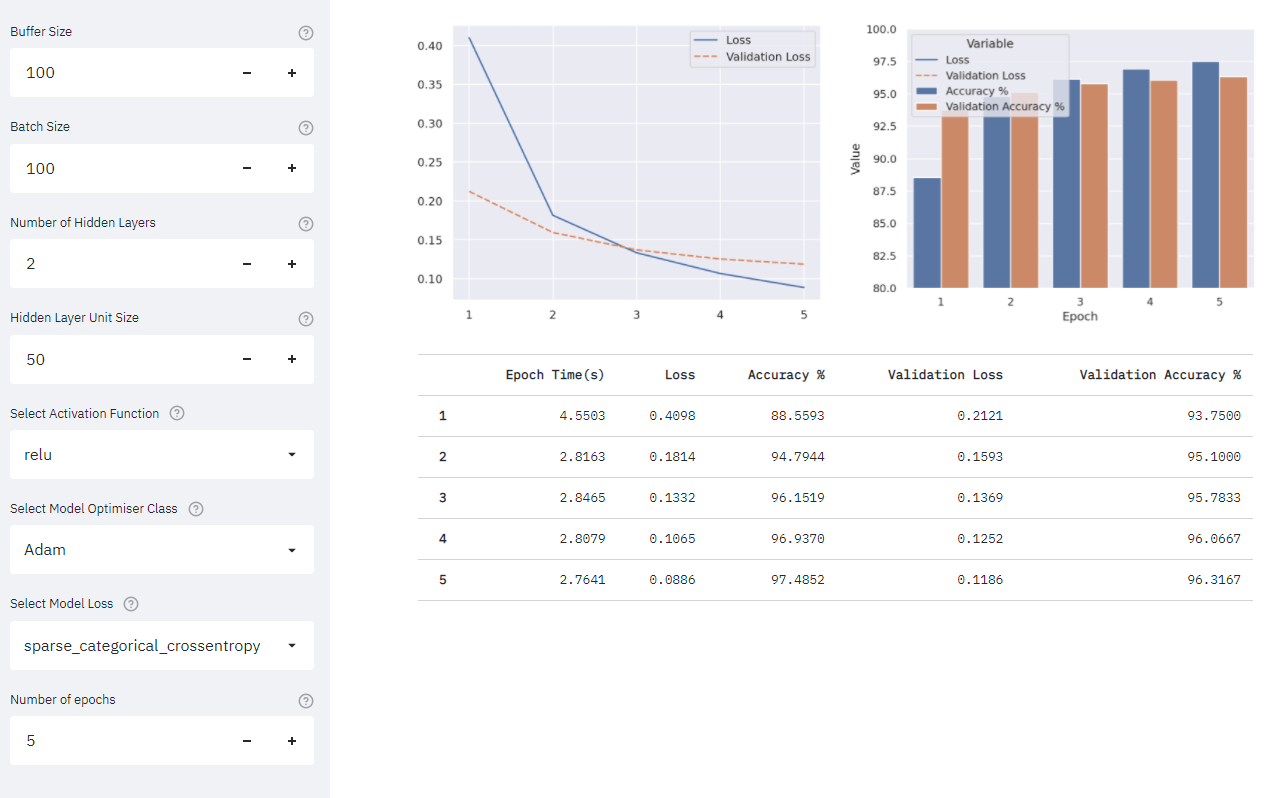 Buffer Size
100
Batch Size
100
Number of Hidden Layers
2
Hidden Layer Unit Size
50
Select Activation Function
relu
Select Model Optimiser Class
Adam
Select Model Loss
sparse_categorical_crossentropy
Number of epochs
5
Loss
Validation Loss
0.40
0.35
0.30
0.25
0.20
0.15
0.10
1 2 3 4 5
Variable
Loss
Validation Loss
Accuracy %
Validation Accuracy %
100.0
97.5
95.0
92.5
90.0
87.5
85.0
82.5
80.0
Value
1 2 3 4 5
Epoch
Epoch Time(s) Loss Accuracy % Validation Loss Validation Accuracy %
1 4.5503 0.4098 88.5593 0.2121 93.7500
2 2.8163 0.1814 94.7944 0.1593 95.1000
3 2.8465 0.1332 96.1519 0.1369 95.7833
4 2.8079 0.1065 96.9370 0.1252 96.0667
5 2.7641 0.0886 97.4852 0.1186 96.3167